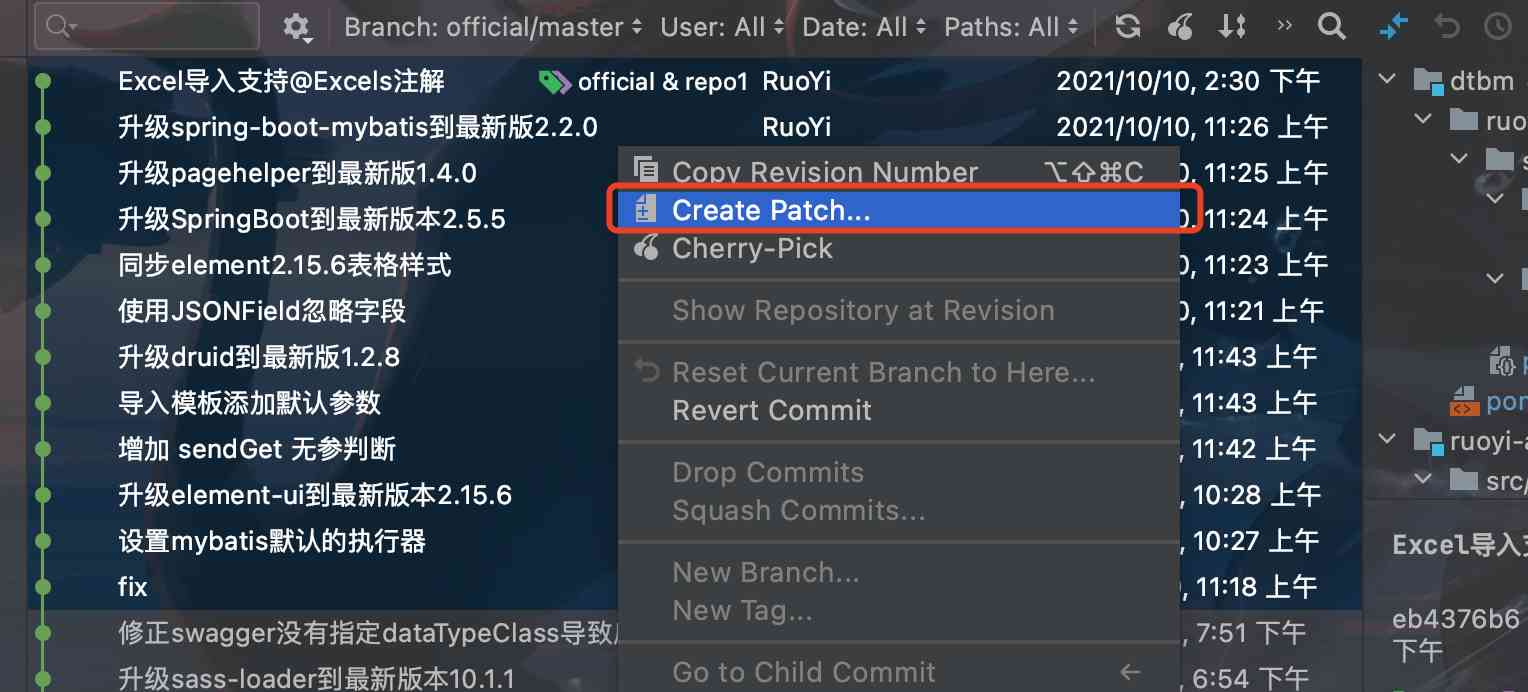 Branch: official/master User: All Date: All Paths: All
Excel导入支持@Excels注解 official & repo1 RuoYi 2021/10/10, 2:30 下午
升级spring-boot-mybatis到最新版2.2.0 RuoYi 2021/10/10, 11:26 上午
升级pagehelper到最新版1.4.0 , 11:25 上午
升级SpringBoot到最新版本2.5.5 , 11:24 上午
同步element2.15.6表格样式 , 11:23 上午
使用JSONField忽略字段 , 11:21 上午
升级druid到最新版1.2.8 , 11:43 上午
导入模板添加默认参数 , 11:43 上午
增加 sendGet 无参判断 , 11:42 上午
升级element-ui到最新版本2.15.6 , 10:28 上午
设置mybatis默认的执行器 , 10:27 上午
fix , 11:18 上午
修正swagger没有指定dataTypeClass导致 , 7:51 下午
升级sass-loader到最新版本10.1.1 , 6:54 下午
Copy Revision Number ⌥⇧⌘C
Create Patch...
Cherry-Pick
Show Repository at Revision
Reset Current Branch to Here...
Revert Commit
Drop Commits
Squash Commits...
New Branch...
New Tag...
Go to Child Commit ←
dtbm
ruo
s
pon
ruoyi-a
src/
Excel导入
eb4376b6
下午